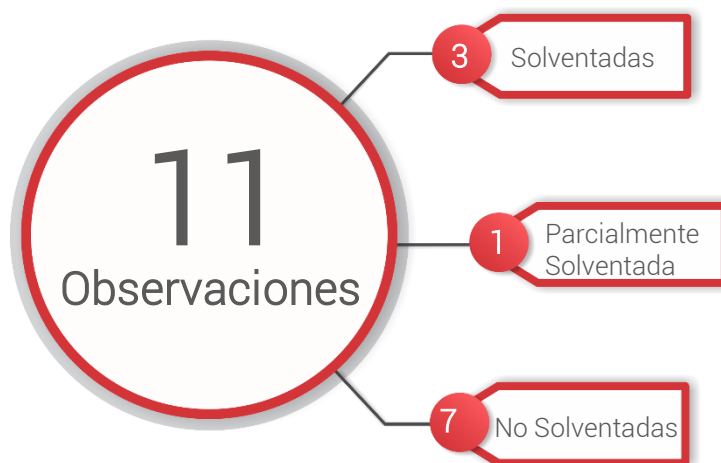 11
Observaciones
3
Solventadas
1
Parcialmente
Solventada
7
No Solventadas